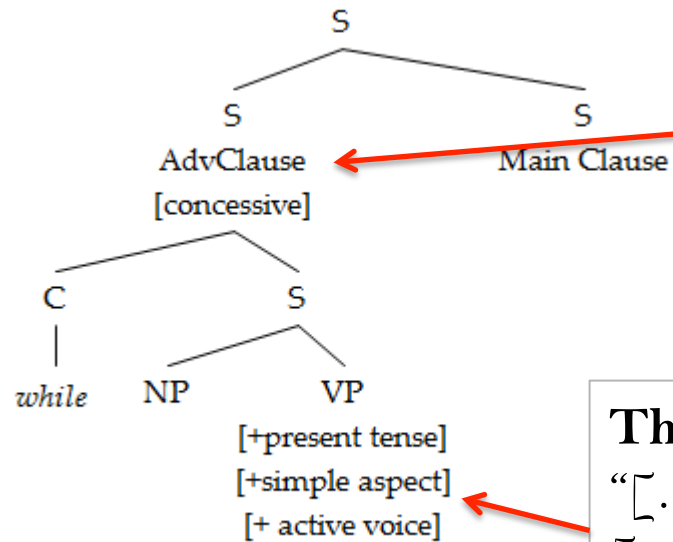 S
S S
AdvClause Main Clause
[concessive]
C S
while NP VP
[+present tense]
[+simple aspect]
[+ active voice]
Th
“[.